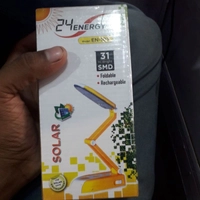 24 ENERGY
31
SMD
• Foldable
• Rechargeable
SOLAR